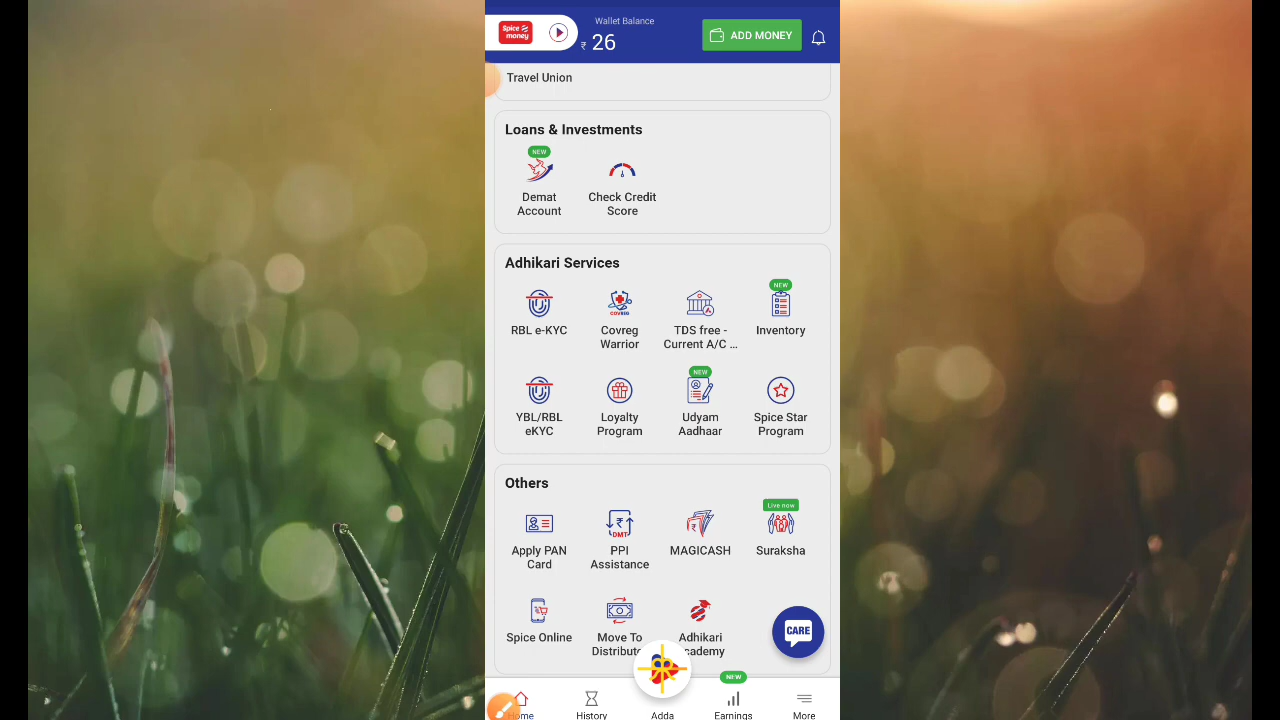 Spice
money
Wallet Balance
₹ 26
ADD MONEY
Travel Union
Loans & Investments
NEW
Demat
Account
Check Credit
Score
Adhikari Services
RBL e-KYC
COVREG
Covreg
Warrior
TDS free -
Current A/C ...
NEW
Inventory
YBL/RBL
eKYC
Loyalty
Program
NEW
Udyam
Aadhaar
Spice Star
Program
Others
Apply PAN
Card
DMT
PPI
Assistance
MAGICASH
Live now
Suraksha
Spice Online
Move To
Adhikari
CARE
NEW
Home
History
Adda
Earnings
More